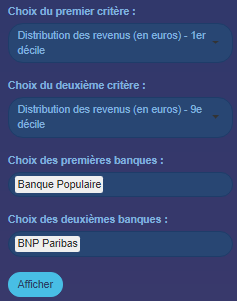 Choix du premier critère :
Distribution des revenus (en euros) - 1er
décile
Choix du deuxième critère :
Distribution des revenus (en euros) - 9e
décile
Choix des premières banques :
Banque Populaire
Choix des deuxièmes banques :
BNP Paribas
Afficher